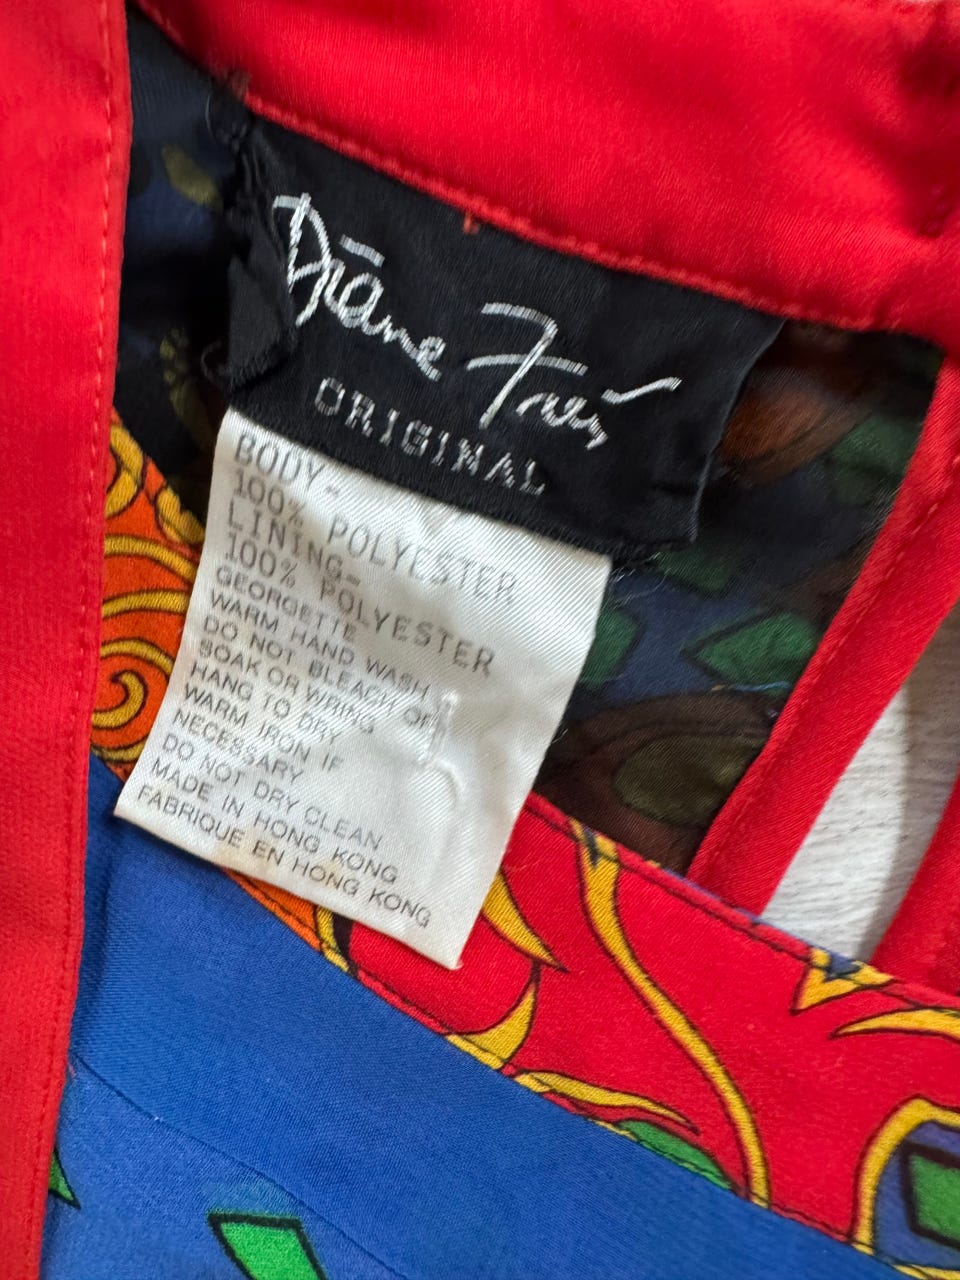 Diane Freis
ORIGINAL
BODY-
100% POLYESTER
LINING-
100% POLYESTER
GEORGETTE
WARM HAND WASH
DO NOT BLEACH OR
SOAK OR WRING
HANG TO DRY
WARM IRON IF
NECESSARY
DO NOT DRY CLEAN
MADE IN HONG KONG
FABRIQUE EN HONG KONG